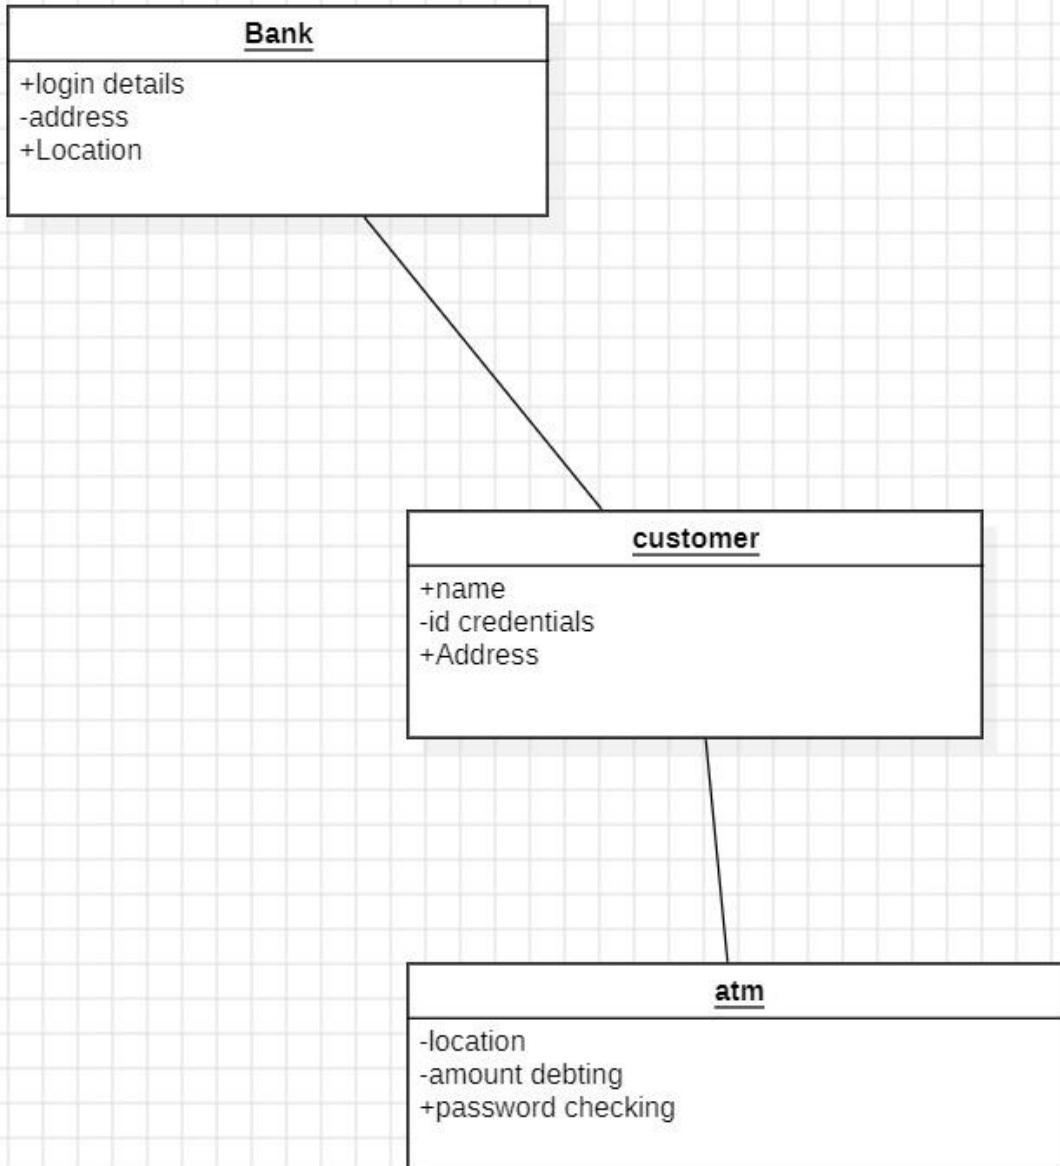 Bank
+login details
-address
+Location
customer
+name
-id credentials
+Address
atm
-location
-amount debting
+password checking